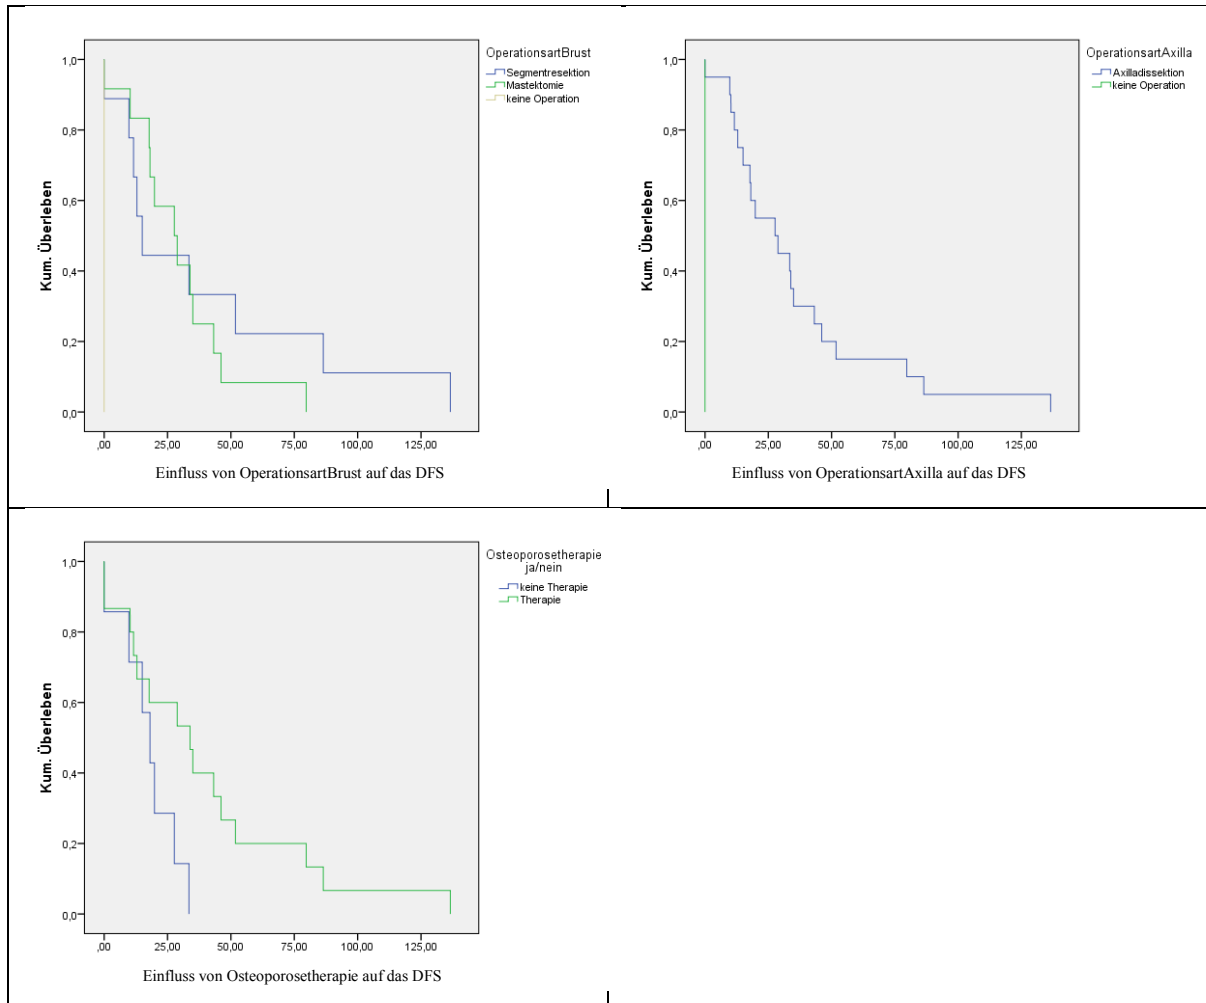 OperationsartBrust
Segmentresektion
Mastektomie
keine Operation
Kum. Überleben
1,0
0,8
0,6
0,4
0,2
0,0
,00 25,00 50,00 75,00 100,00 125,00
Einfluss von OperationsartBrust auf das DFS
OperationsartAxilla
Axilladissektion
keine Operation
Kum. Überleben
1,0
0,8
0,6
0,4
0,2
0,0
,00 25,00 50,00 75,00 100,00 125,00
Einfluss von OperationsartAxilla auf das DFS
Osteoporosetherapie
ja/nein
keine Therapie
Therapie
Kum. Überleben
1,0
0,8
0,6
0,4
0,2
0,0
,00 25,00 50,00 75,00 100,00 125,00
Einfluss von Osteoporosetherapie auf das DFS